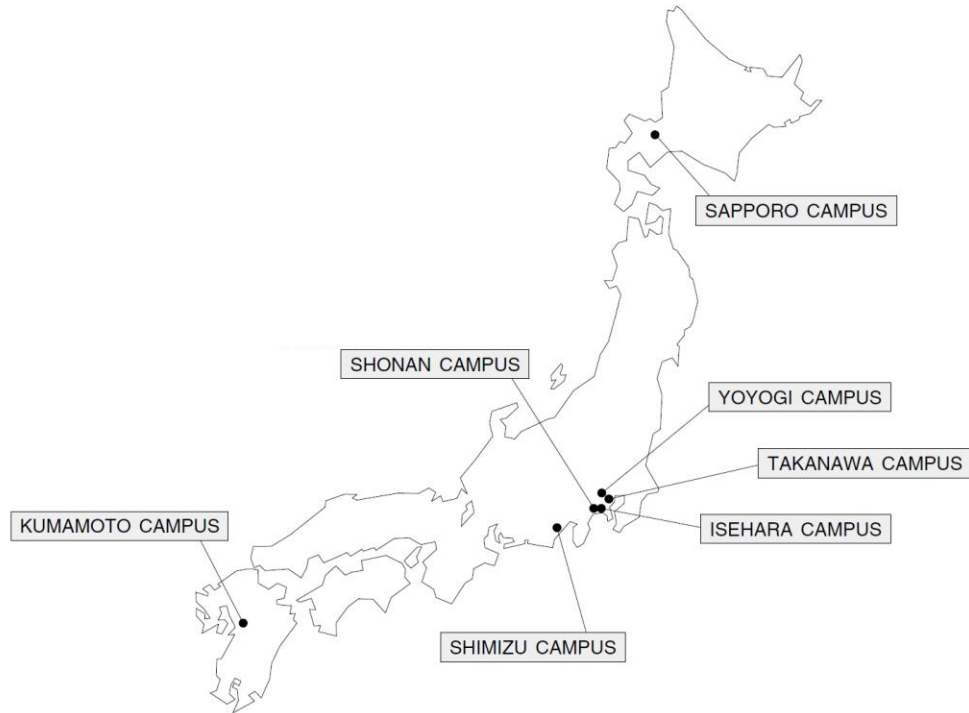 SAPPORO CAMPUS
SHONAN CAMPUS
YOYOGI CAMPUS
TAKANAWA CAMPUS
KUMAMOTO CAMPUS
ISEHARA CAMPUS
SHIMIZU CAMPUS